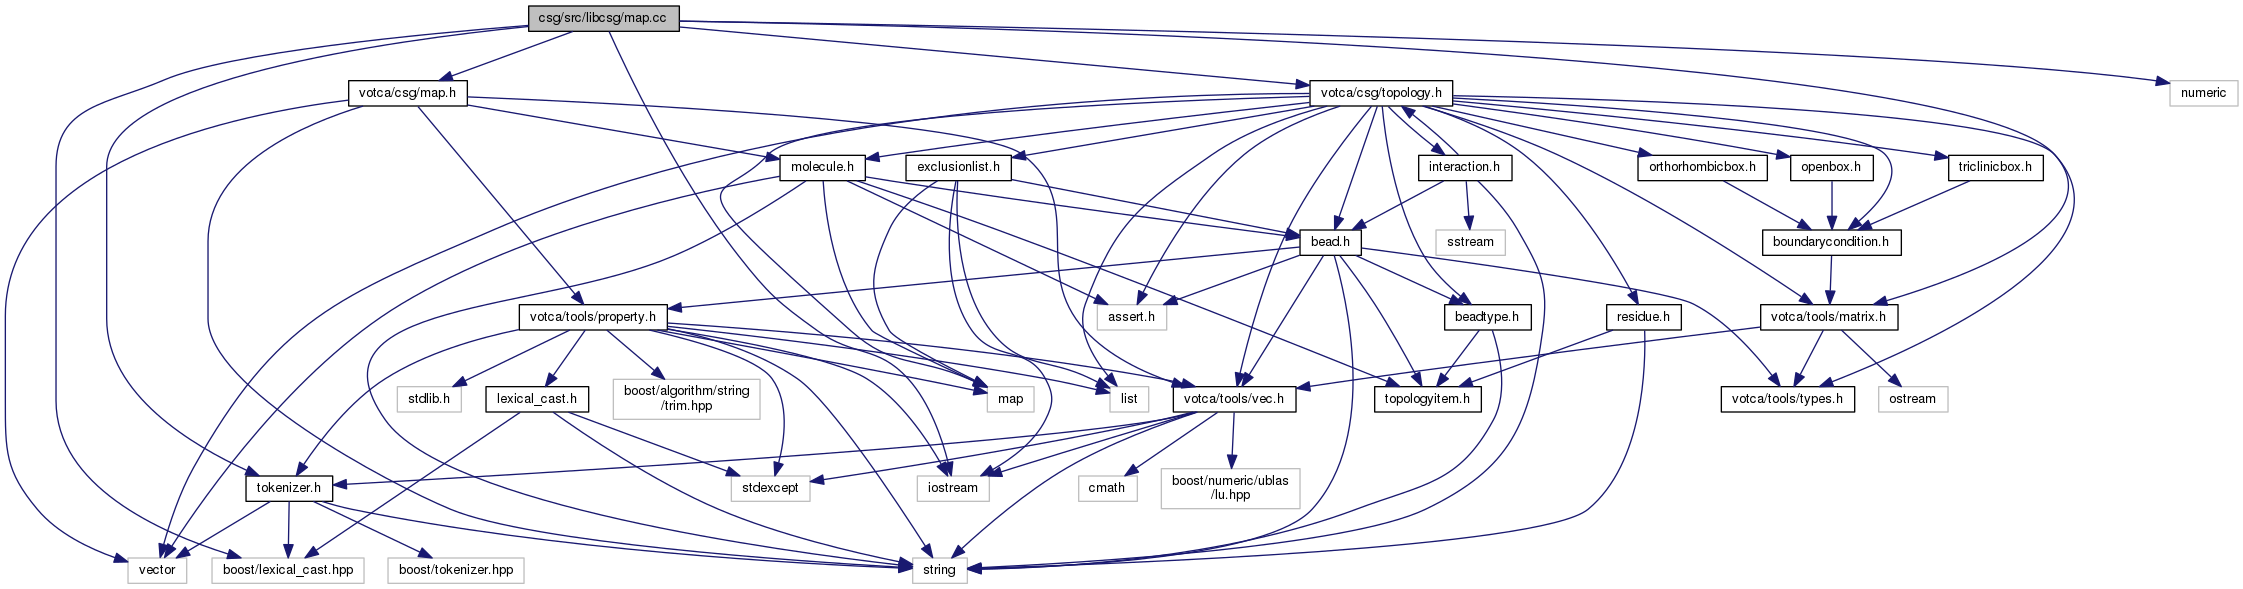 csg/src/libcsg/map.cc
votca/csg/map.h
votca/csg/topology.h
numeric
molecule.h
exclusionlist.h
interaction.h
orthorhombicbox.h
openbox.h
triclinicbox.h
bead.h
sstream
boundarycondition.h
votca/tools/property.h
assert.h
beadtype.h
residue.h
votca/tools/matrix.h
stdlib.h
lexical_cast.h
boost/algorithm/string
/trim.hpp
map
list
votca/tools/vec.h
topologyitem.h
votca/tools/types.h
ostream
tokenizer.h
stdexcept
iostream
cmath
boost/numeric/ublas
/lu.hpp
vector
boost/lexical_cast.hpp
boost/tokenizer.hpp
string